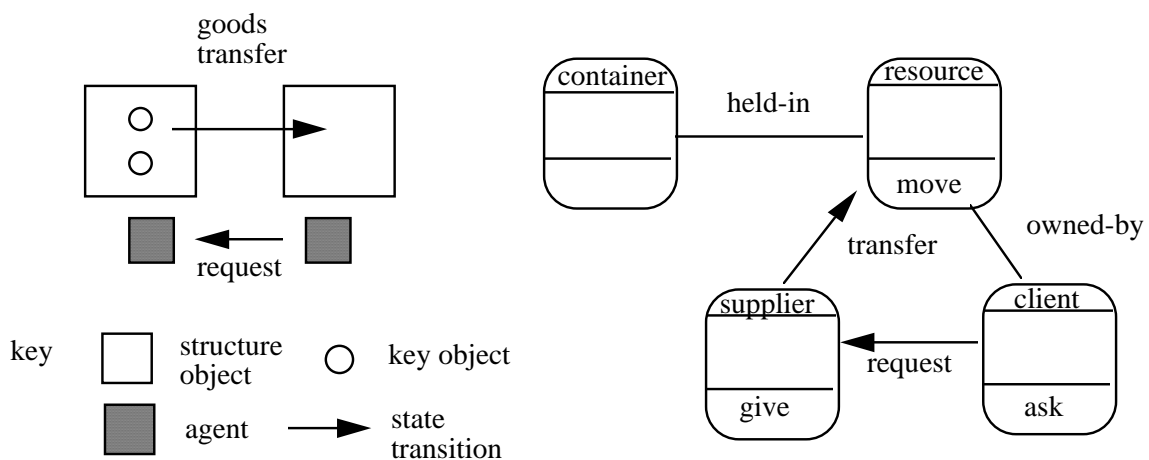 goods
transfer
request
key
structure
object
key object
agent
state
transition
container
resource
held-in
move
transfer
owned-by
supplier
client
request
give
ask